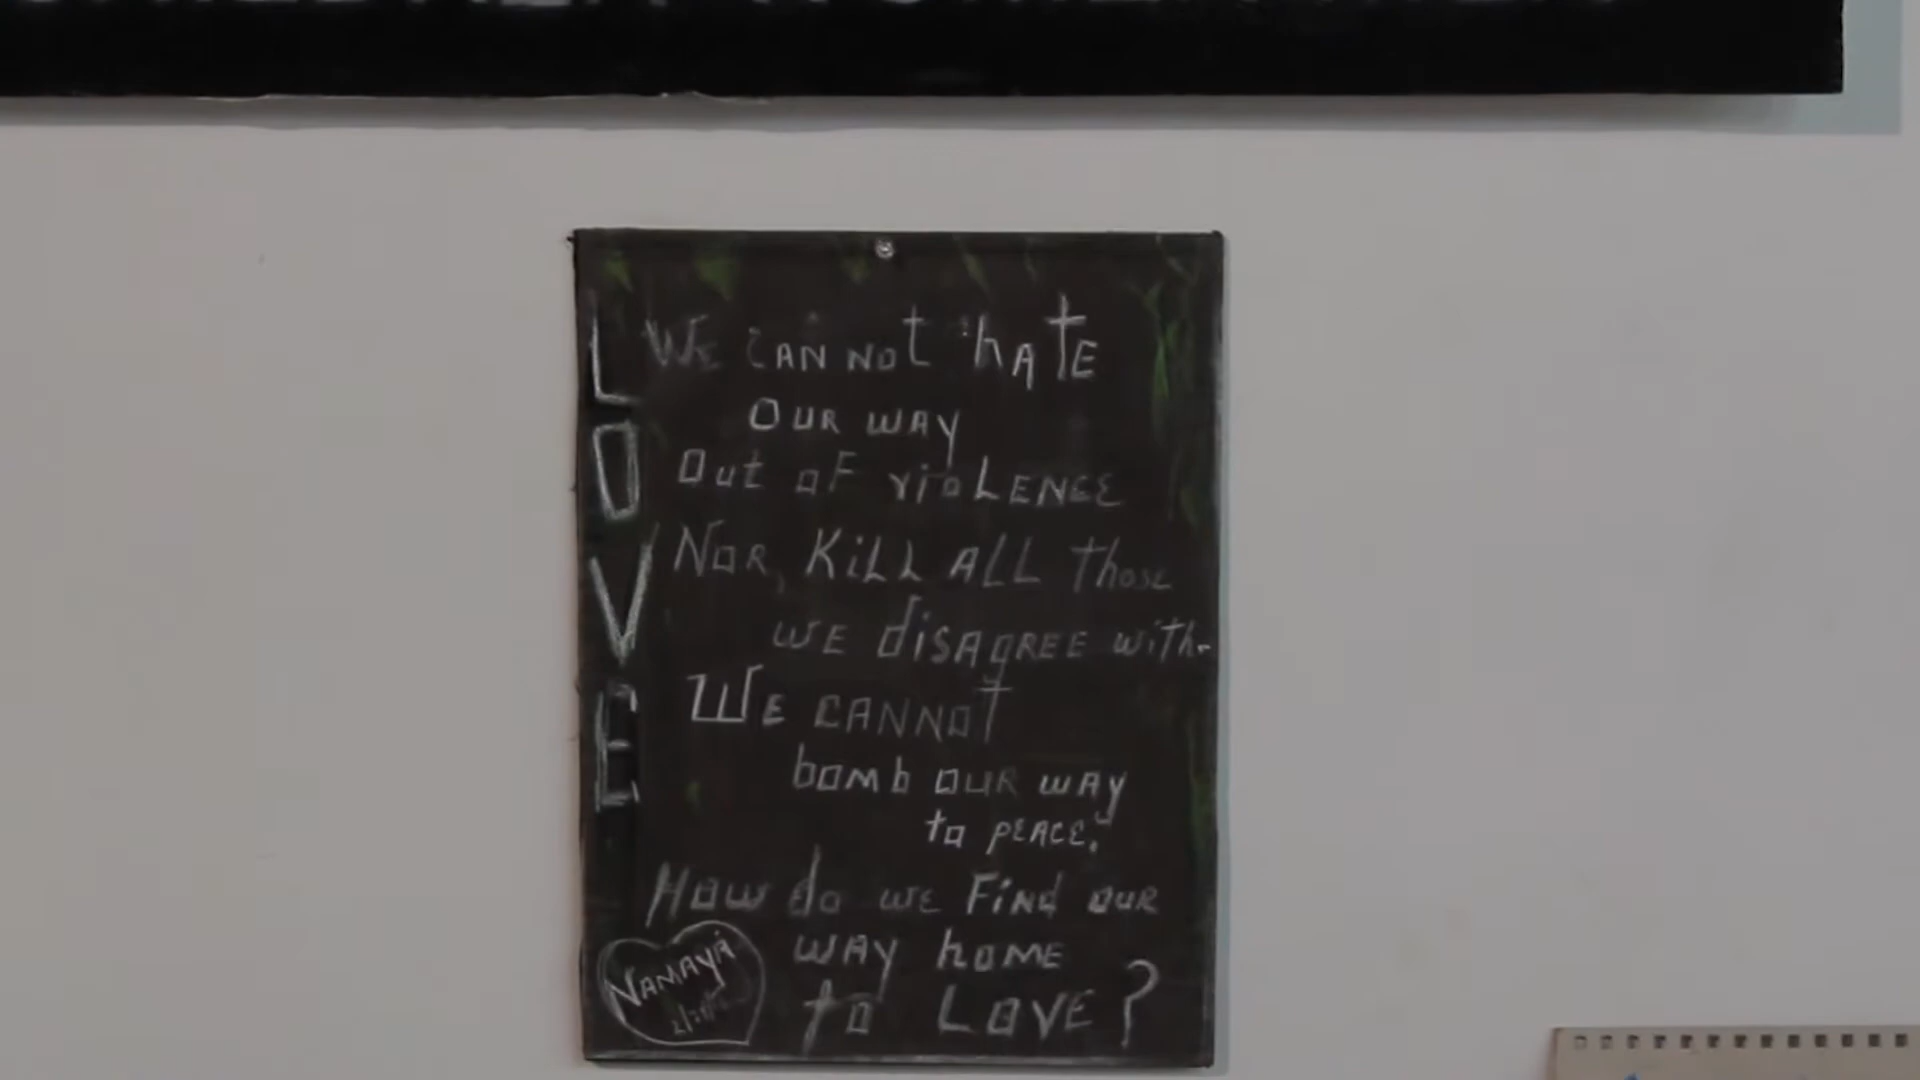 LOVE
WE CAN NOt hAtE
OUR WAY
Out oF vioLENCE
NoR, KiLL ALL those
WE disAgREE with-
WE CANNOT
bomb OUR WAY
to PEACE.
How do WE FiNd OUR
WAY hOME
to LOVE?
NAMAYA